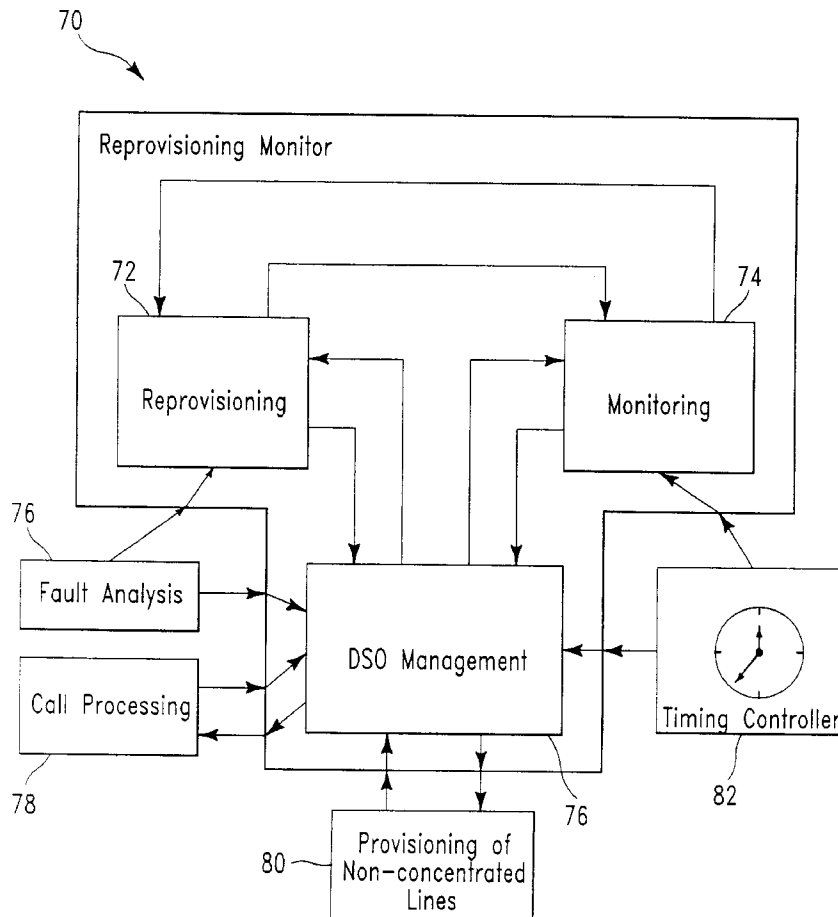 70
Reprovisioning Monitor
72
74
Reprovisioning
Monitoring
76
Fault Analysis
DSO Management
Call Processing
Timing Controller
78
76
82
80
Provisioning of
Non-concentrated
Lines